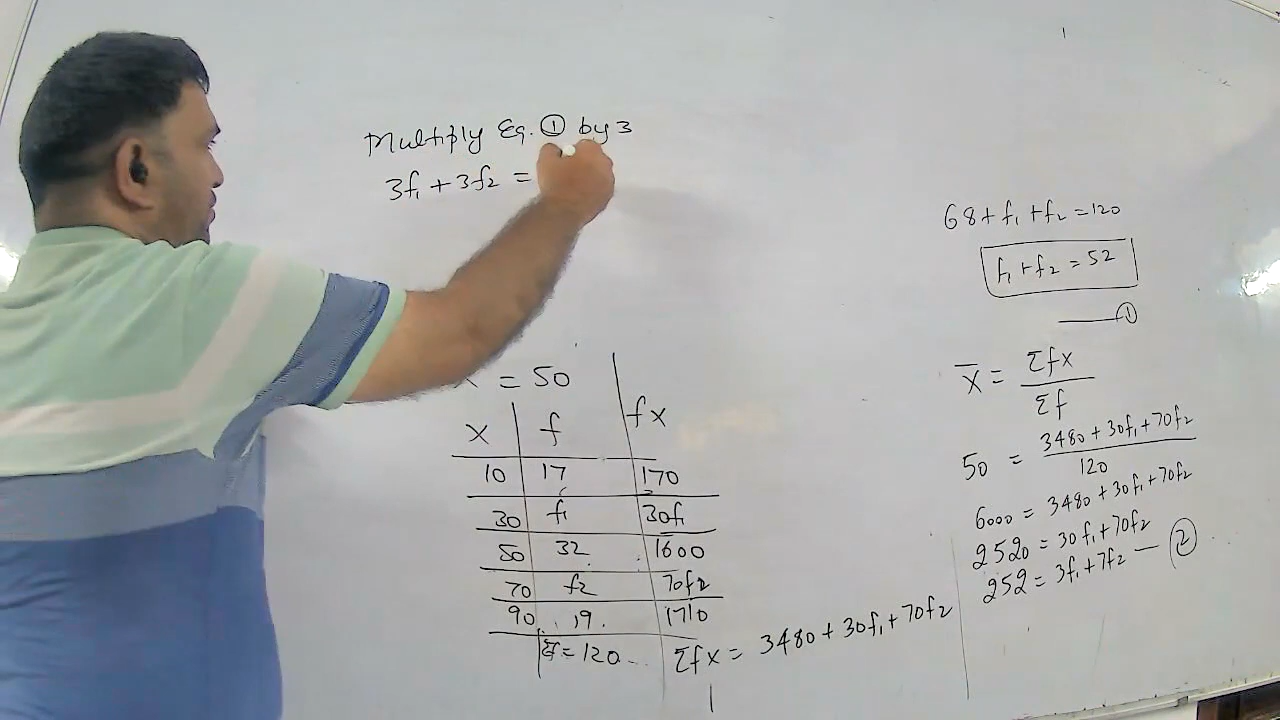 Multiply Eq. ① by 3
3f₁ + 3f₂ =
= 50
x f fx
10 17 170
30 f₁ 30f₁
50 32 1600
70 f₂ 70f₂
90 19 1710
Σf = 120
Σfx = 3480 + 30f₁ + 70f₂
68 + f₁ + f₂ = 120
f₁ + f₂ = 52
— ①
x̄ = Σfx / Σf
50 = 3480 + 30f₁ + 70f₂ / 120
6000 = 3480 + 30f₁ + 70f₂
2520 = 30f₁ + 70f₂
252 = 3f₁ + 7f₂ — ②